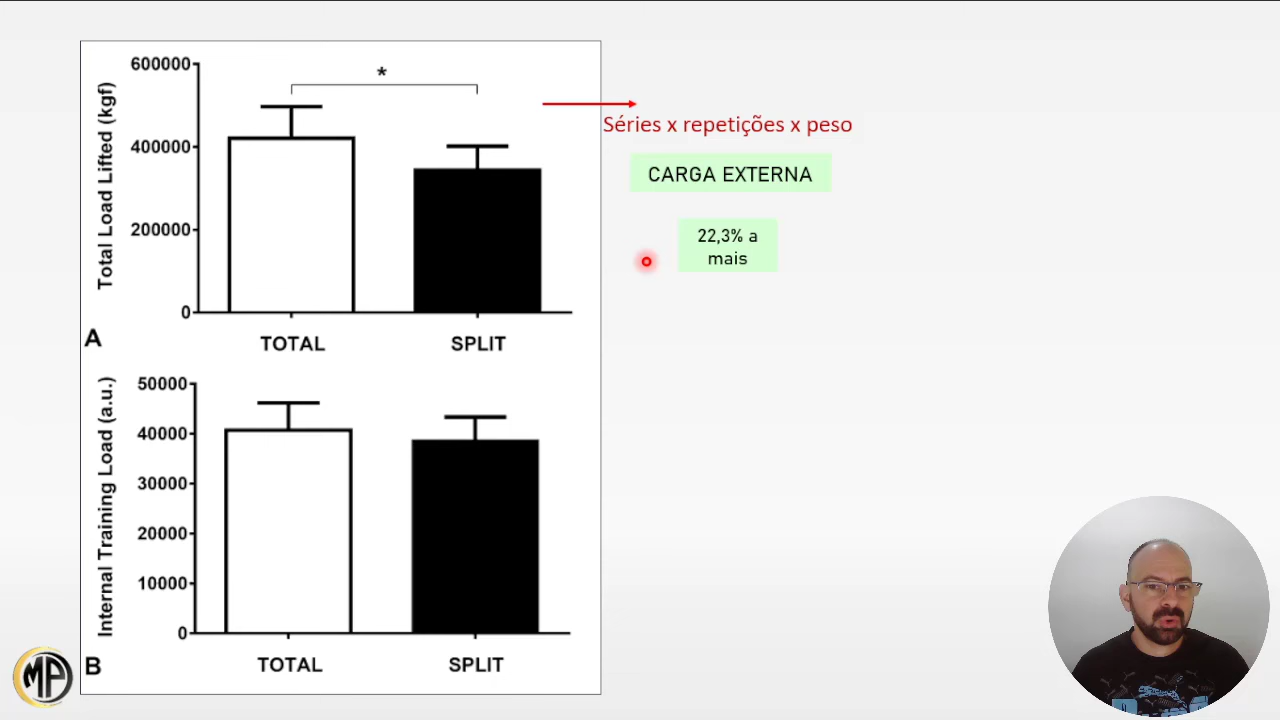 Total Load Lifted (kgf)
600000
400000
200000
0
*
TOTAL
SPLIT
A
Séries x repetições x peso
CARGA EXTERNA
22,3% a
mais
Internal Training Load (a.u.)
50000
40000
30000
20000
10000
0
TOTAL
SPLIT
B
MP